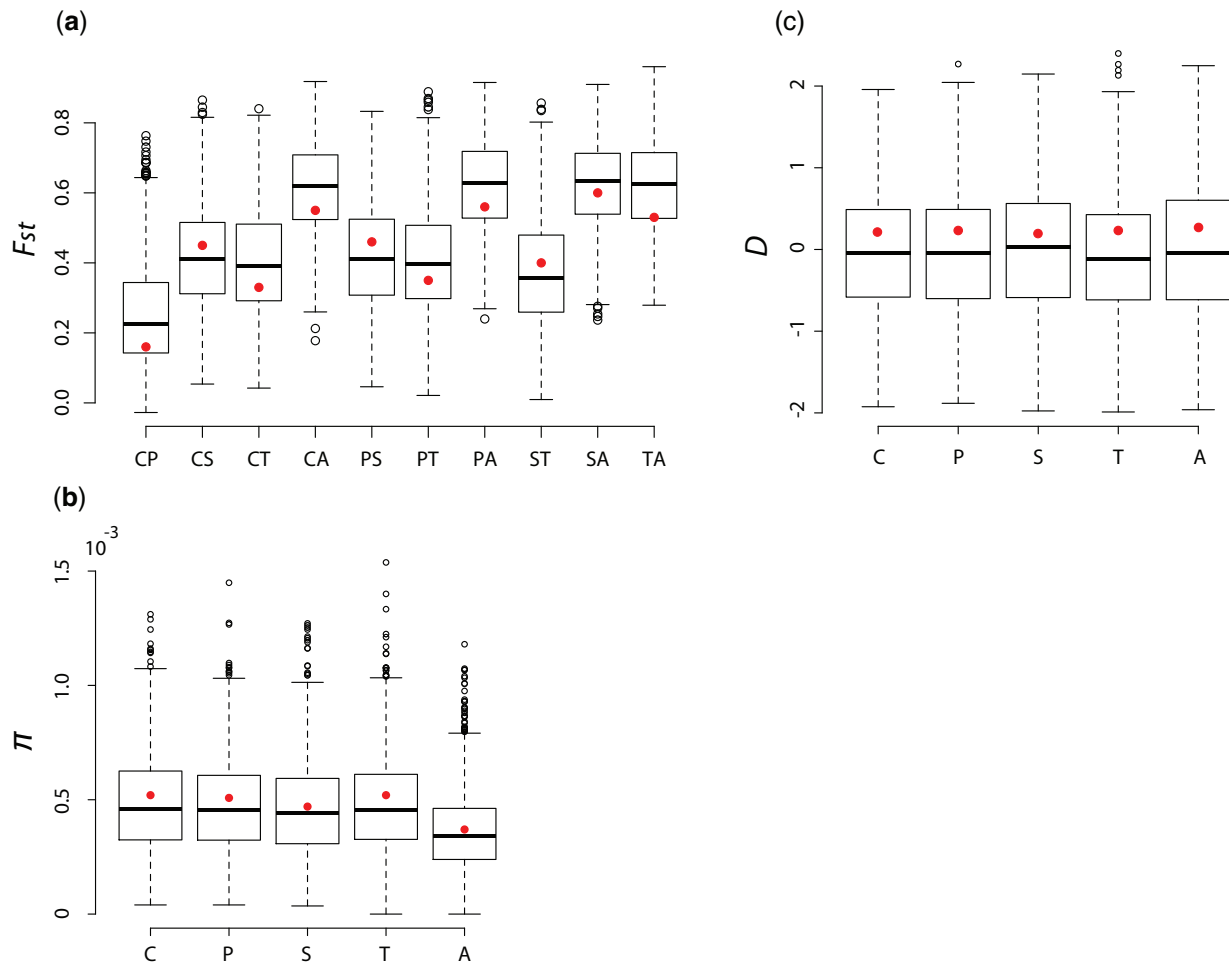 (a)
Fst
0.0 0.2 0.4 0.6 0.8
CP CS CT CA PS PT PA ST SA TA
(c)
D
-2 -1 0 1 2
C P S T A
(b)
10-3
π
0 0.5 1.0 1.5
C P S T A